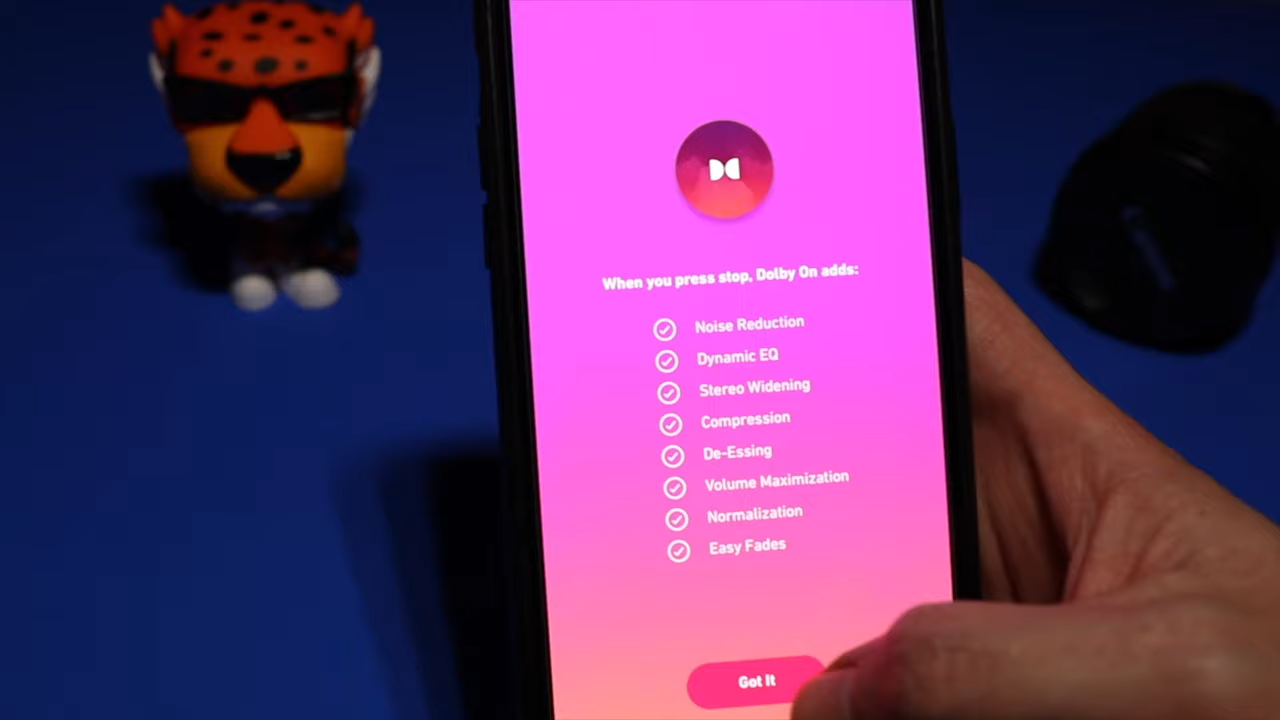 When you press stop, Dolby On adds:
Noise Reduction
Dynamic EQ
Stereo Widening
Compression
De-Essing
Volume Maximization
Normalization
Easy Fades
Got It